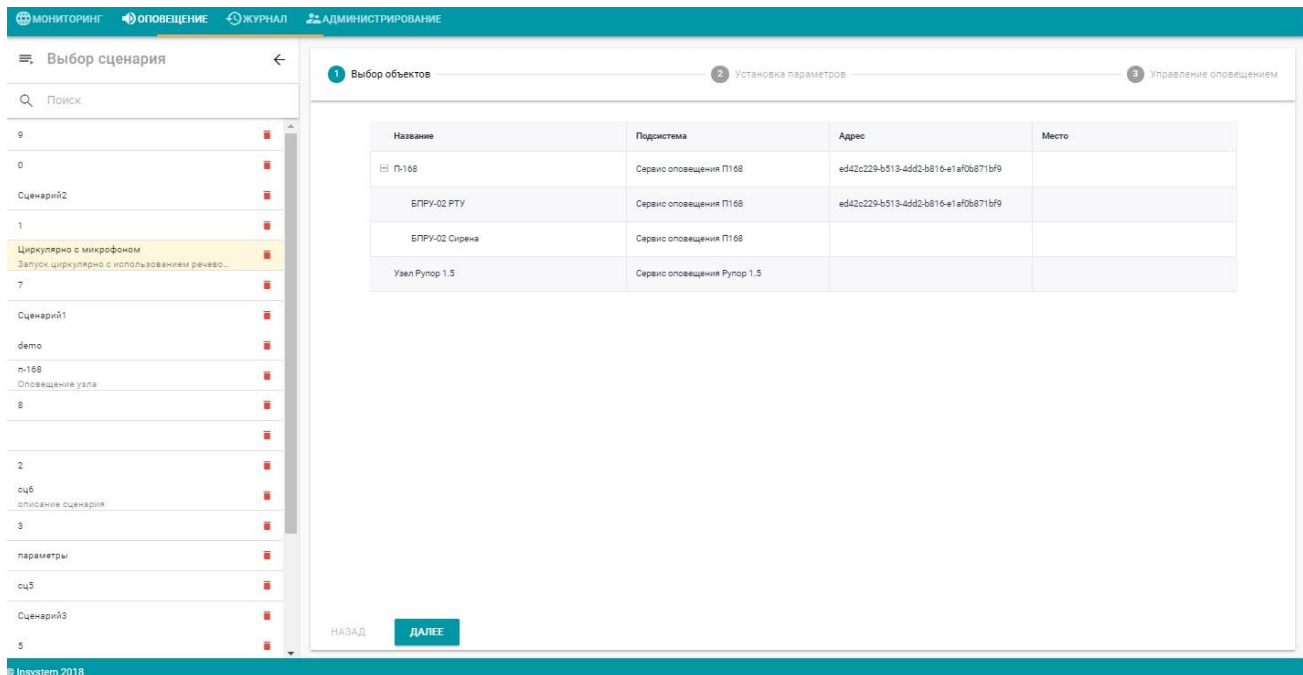 МОНИТОРИНГ ОПОВЕЩЕНИЕ ЖУРНАЛ АДМИНИСТРИРОВАНИЕ
Выбор сценария
Поиск
9
0
Сценарий2
1
Циркулярно с микрофоном
Запуск циркулярно с использованием речево...
7
Сценарий1
demo
п-168
Оповещение узла
8
2
сц6
описание сценария
3
параметры
сц5
Сценарий3
5
1 Выбор объектов 2 Установка параметров 3 Управление оповещением
Название Подсистема Адрес Место
П-168 Сервис оповещения П168 ed42c229-b513-4dd2-b816-e1af0b871bf9
БПРУ-02 РТУ Сервис оповещения П168 ed42c229-b513-4dd2-b816-e1af0b871bf9
БПРУ-02 Сирена Сервис оповещения П168
Узел Рупор 1.5 Сервис оповещения Рупор 1.5
НАЗАД ДАЛЕЕ
© Insystem 2018